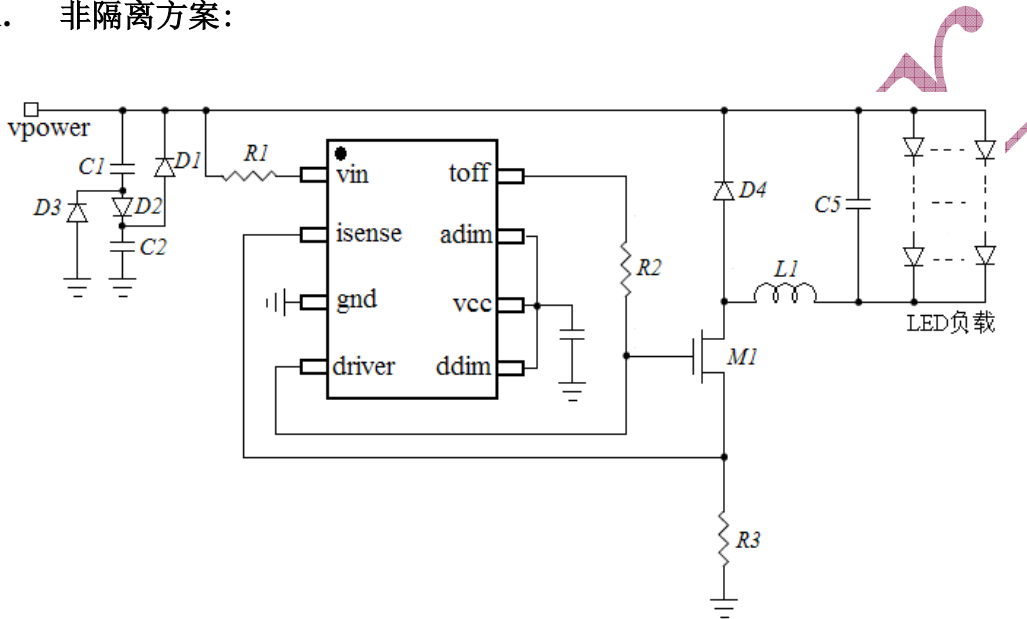 非隔离方案:
vpower
C1
D1
R1
D3
D2
C2
vin
toff
isense
adim
gnd
vcc
driver
ddim
R2
D4
C5
L1
M1
LED负载
R3